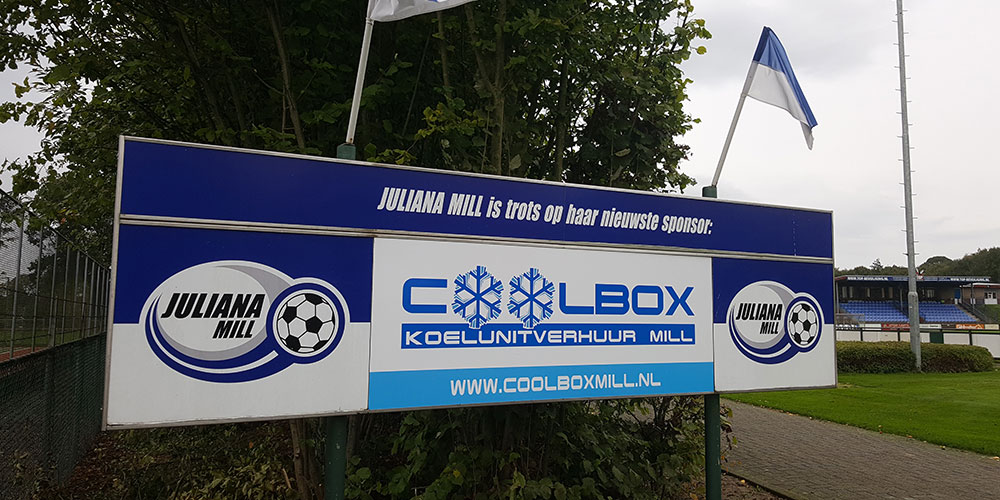 JULIANA MILL is trots op haar nieuwste sponsor:
JULIANA
MILL
COOLBOX
KOELUNITVERHUUR MILL
WWW.COOLBOXMILL.NL
JULIANA
MILL